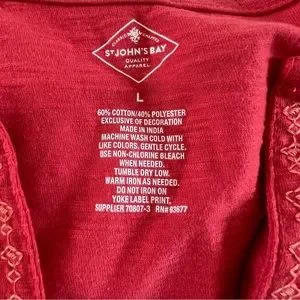 ST JOHN'S BAY
QUALITY
APPAREL
L
60% COTTON/40% POLYESTER
EXCLUSIVE OF DECORATION
MADE IN INDIA
MACHINE WASH COLD WITH
LIKE COLORS, GENTLE CYCLE.
USE NON-CHLORINE BLEACH
WHEN NEEDED.
TUMBLE DRY LOW.
WARM IRON AS NEEDED.
DO NOT IRON ON
YOKE LABEL PRINT.
SUPPLIER 70807-3 RN# 93677